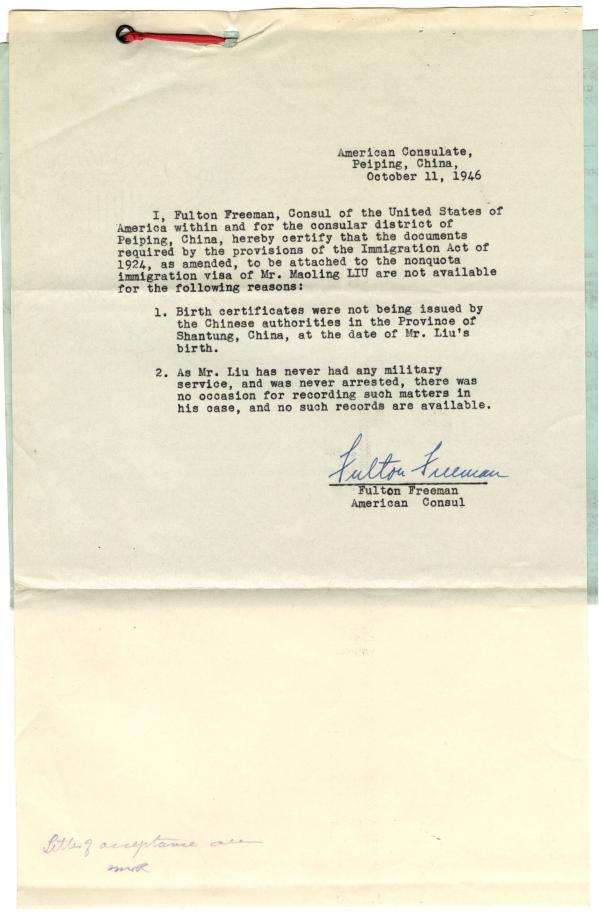 American Consulate,
Peiping, China,
October 11, 1946
I, Fulton Freeman, Consul of the United States of
America within and for the consular district of
Peiping, China, hereby certify that the documents
required by the provisions of the Immigration Act of
1924, as amended, to be attached to the nonquota
immigration visa of Mr. Maoling LIU are not available
for the following reasons:
1. Birth certificates were not being issued by
the Chinese authorities in the Province of
Shantung, China, at the date of Mr. Liu's
birth.
2. As Mr. Liu has never had any military
service, and was never arrested, there was
no occasion for recording such matters in
his case, and no such records are available.
Fulton Freeman
Fulton Freeman
American Consul
of acceptance